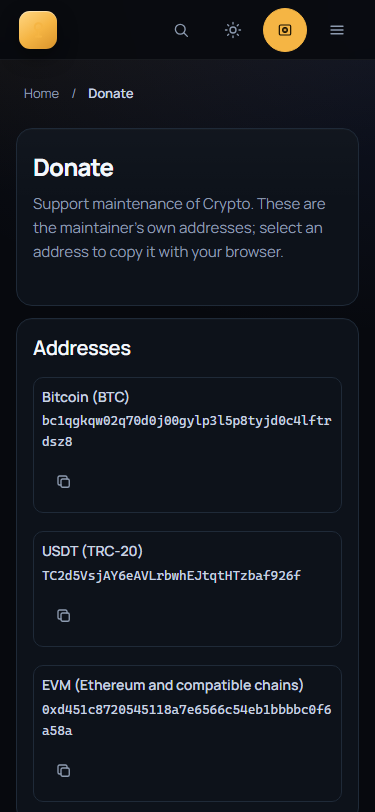 Home / Donate
Donate
Support maintenance of Crypto. These are
the maintainer's own addresses; select an
address to copy it with your browser.
Addresses
Bitcoin (BTC)
bc1qgkqw02q70d0j00gylp3l5p8tyjd0c4lftr
dsz8
USDT (TRC-20)
TC2d5VsjAY6eAVLrbwhEJtqtHTzbaf926f
EVM (Ethereum and compatible chains)
0xd451c8720545118a7e6566c54eb1bbbbc0f6
a58a